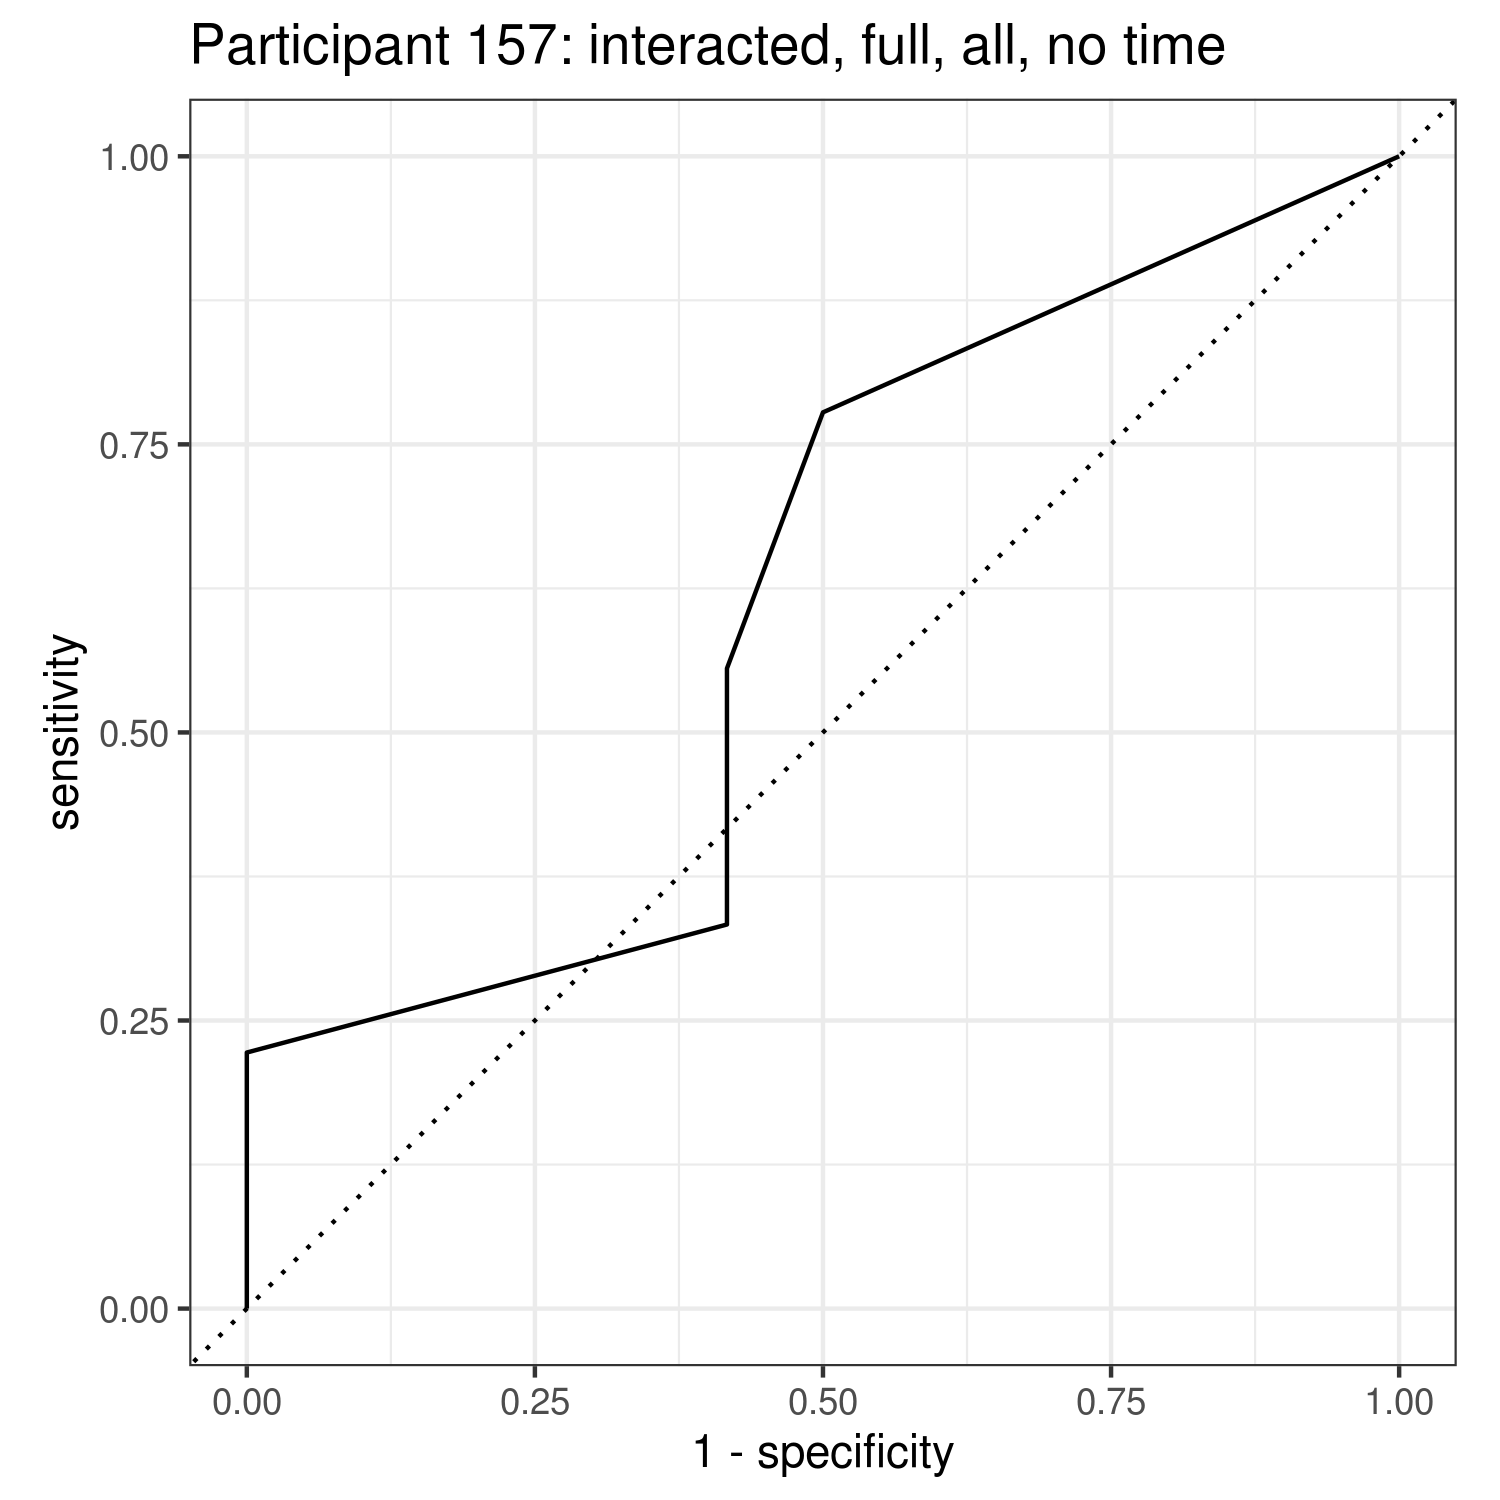 Participant 157: interacted, full, all, no time
1.00
0.75
0.50
0.25
0.00
sensitivity
0.00 0.25 0.50 0.75 1.00
1 - specificity